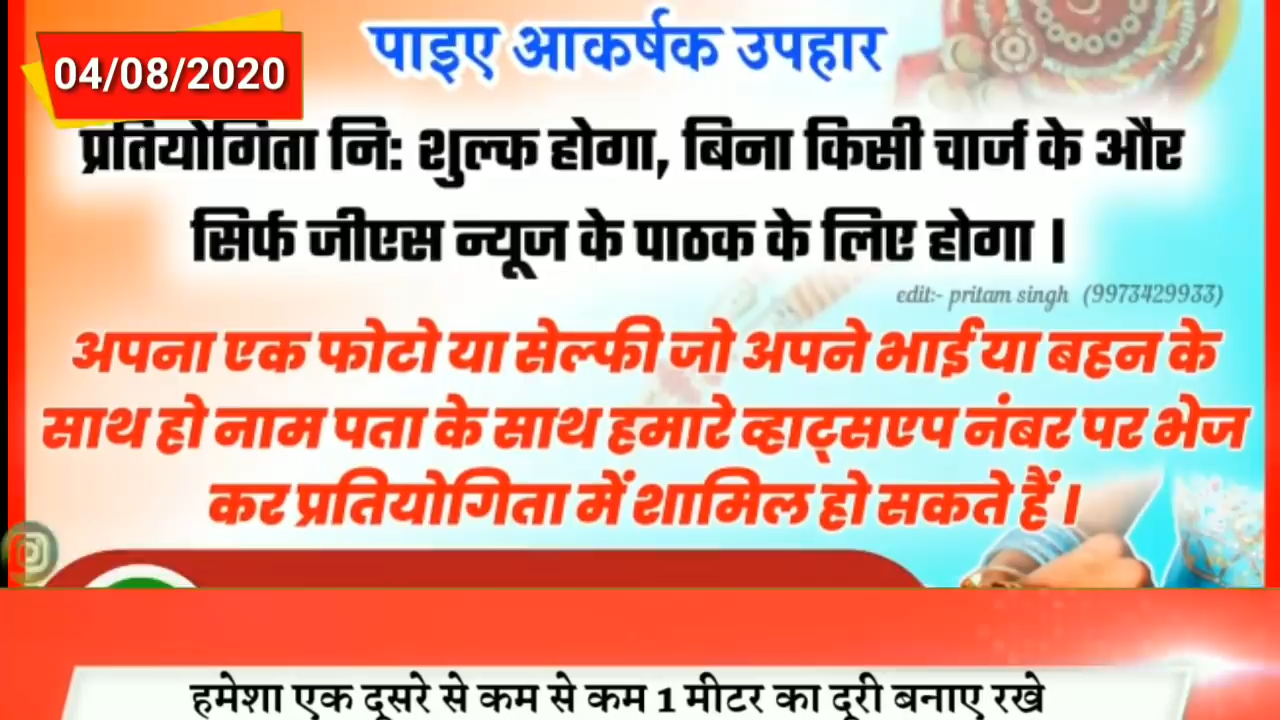 पाइए आकर्षक उपहार
04/08/2020
प्रतियोगिता नि: शुल्क होगा, बिना किसी चार्ज के और
सिर्फ जीएस न्यूज के पाठक के लिए होगा ।
edit:- pritam singh (9973429933)
अपना एक फोटो या सेल्फी जो अपने भाई या बहन के
साथ हो नाम पता के साथ हमारे व्हाट्सएप नंबर पर भेज
कर प्रतियोगिता में शामिल हो सकते हैं ।
हमेशा एक दूसरे से कम से कम 1 मीटर का दूरी बनाए रखे